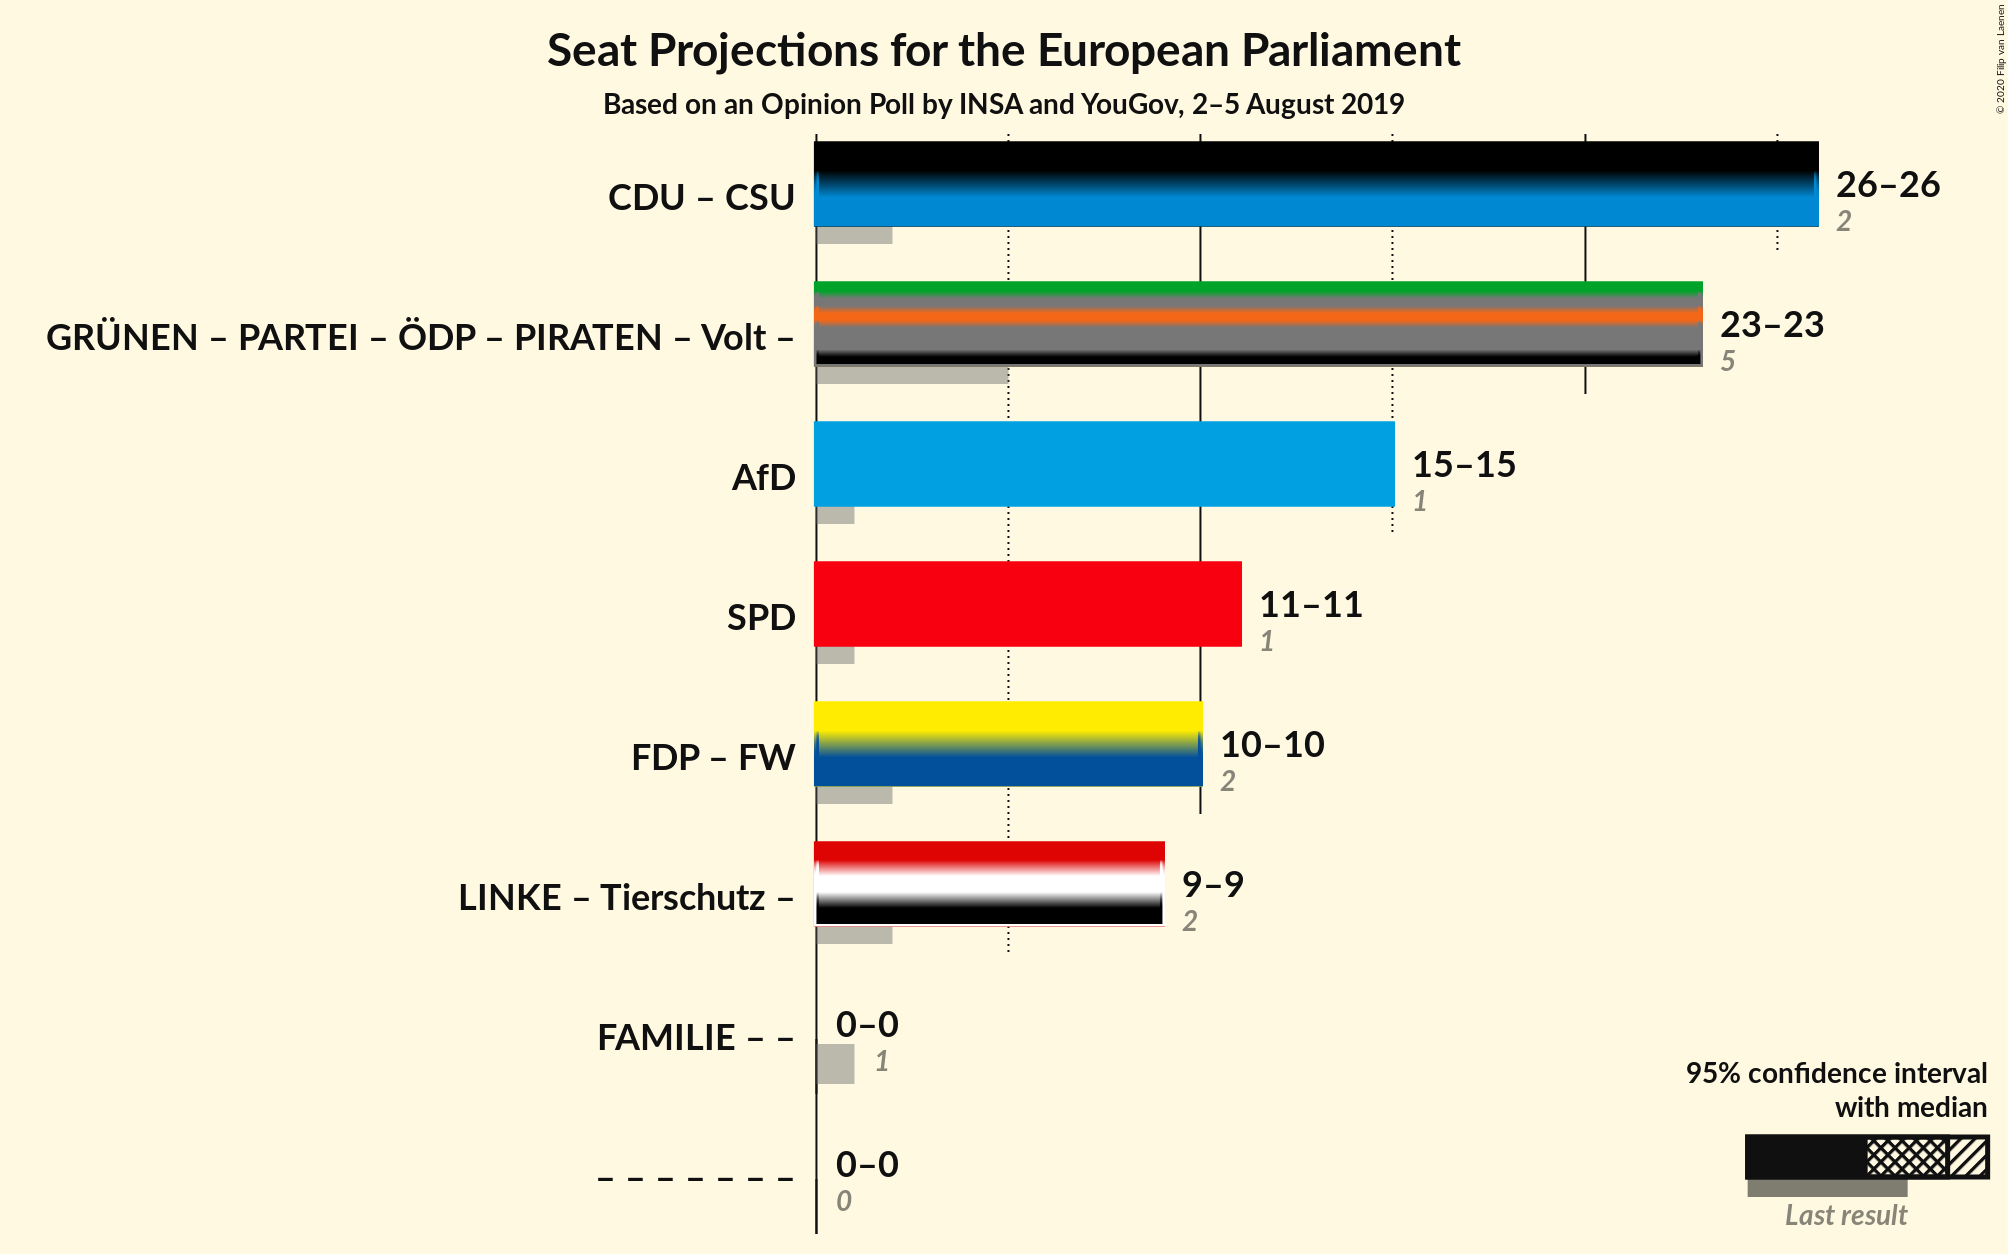 Seat Projections for the European Parliament
Based on an Opinion Poll by INSA and YouGov, 2–5 August 2019
© 2020 Filip van Laenen
CDU – CSU
26–26
2
GRÜNEN – PARTEI – ÖDP – PIRATEN – Volt –
23–23
5
AfD
15–15
1
SPD
11–11
1
FDP – FW
10–10
2
LINKE – Tierschutz –
9–9
2
FAMILIE – –
0–0
1
– – – – – – –
0–0
0
95% confidence interval
with median
Last result